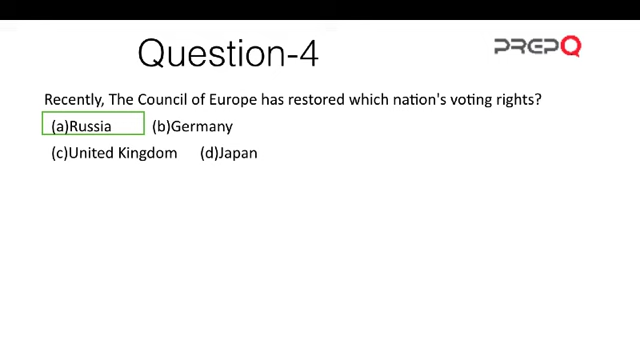 Question-4
PREPQ
Recently, The Council of Europe has restored which nation's voting rights?
(a)Russia (b)Germany
(c)United Kingdom (d)Japan